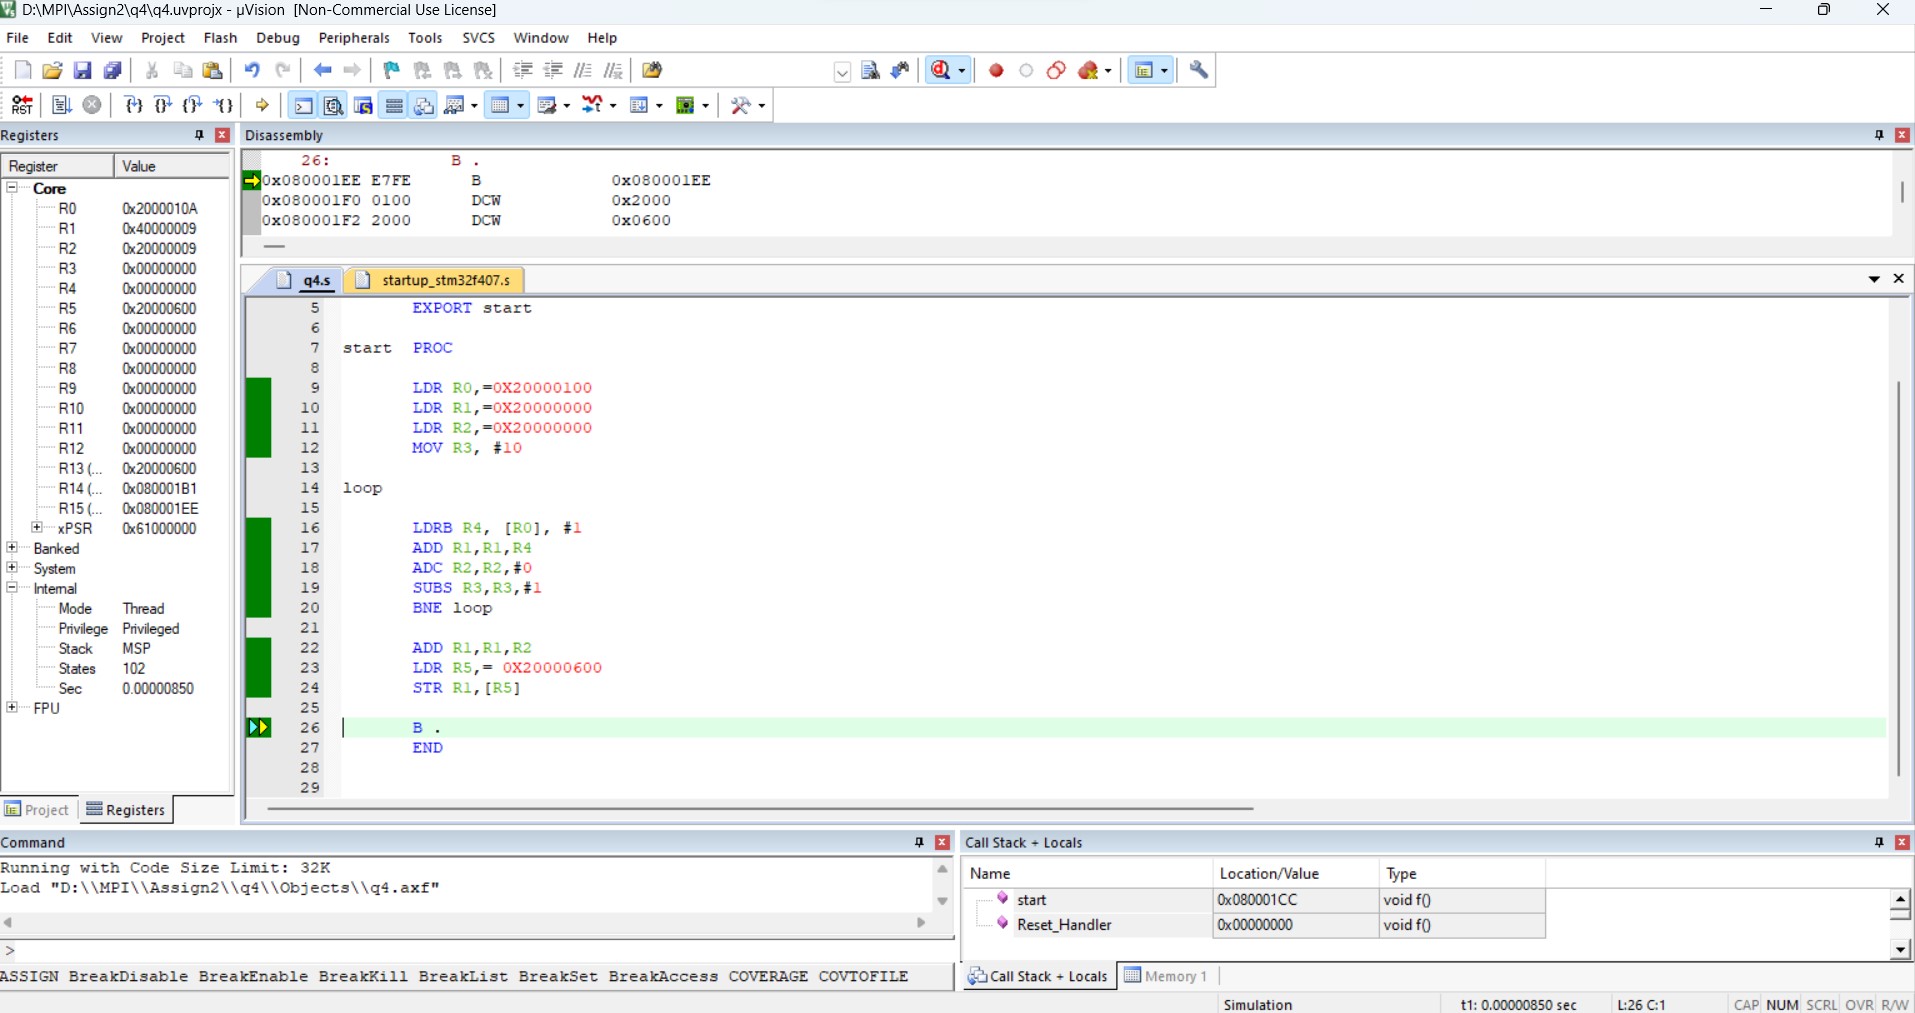 D:\MPI\Assign2\q4\q4.uvprojx - µVision [Non-Commercial Use License]
File Edit View Project Flash Debug Peripherals Tools SVCS Window Help
RST
Registers
Register Value
Core
R0 0x2000010A
R1 0x40000009
R2 0x20000009
R3 0x00000000
R4 0x00000000
R5 0x20000600
R6 0x00000000
R7 0x00000000
R8 0x00000000
R9 0x00000000
R10 0x00000000
R11 0x00000000
R12 0x00000000
R13 (... 0x20000600
R14 (... 0x080001B1
R15 (... 0x080001EE
xPSR 0x61000000
Banked
System
Internal
Mode Thread
Privilege Privileged
Stack MSP
States 102
Sec 0.00000850
FPU
Project Registers
Disassembly
26: B .
0x080001EE E7FE B 0x080001EE
0x080001F0 0100 DCW 0x2000
0x080001F2 2000 DCW 0x0600
q4.s startup_stm32f407.s
5 EXPORT start
6
7 start PROC
8
9 LDR R0,=0X20000100
10 LDR R1,=0X20000000
11 LDR R2,=0X20000000
12 MOV R3, #10
13
14 loop
15
16 LDRB R4, [R0], #1
17 ADD R1,R1,R4
18 ADC R2,R2,#0
19 SUBS R3,R3,#1
20 BNE loop
21
22 ADD R1,R1,R2
23 LDR R5,= 0X20000600
24 STR R1,[R5]
25
26 B .
27 END
28
29
Command
Running with Code Size Limit: 32K
Load "D:\\MPI\\Assign2\\q4\\Objects\\q4.axf"
>
ASSIGN BreakDisable BreakEnable BreakKill BreakList BreakSet BreakAccess COVERAGE COVTOFILE
Call Stack + Locals
Name Location/Value Type
start 0x080001CC void f()
Reset_Handler 0x00000000 void f()
Call Stack + Locals Memory 1
Simulation t1: 0.00000850 sec L:26 C:1 CAP NUM SCRL OVR R/W